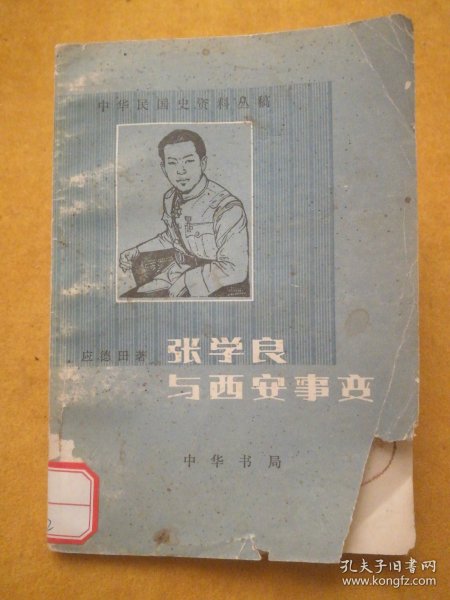 中华民国史资料丛稿
应德田著
张学良
与西安事变
中华书局
2
孔夫子旧书网
www.kongfz.com